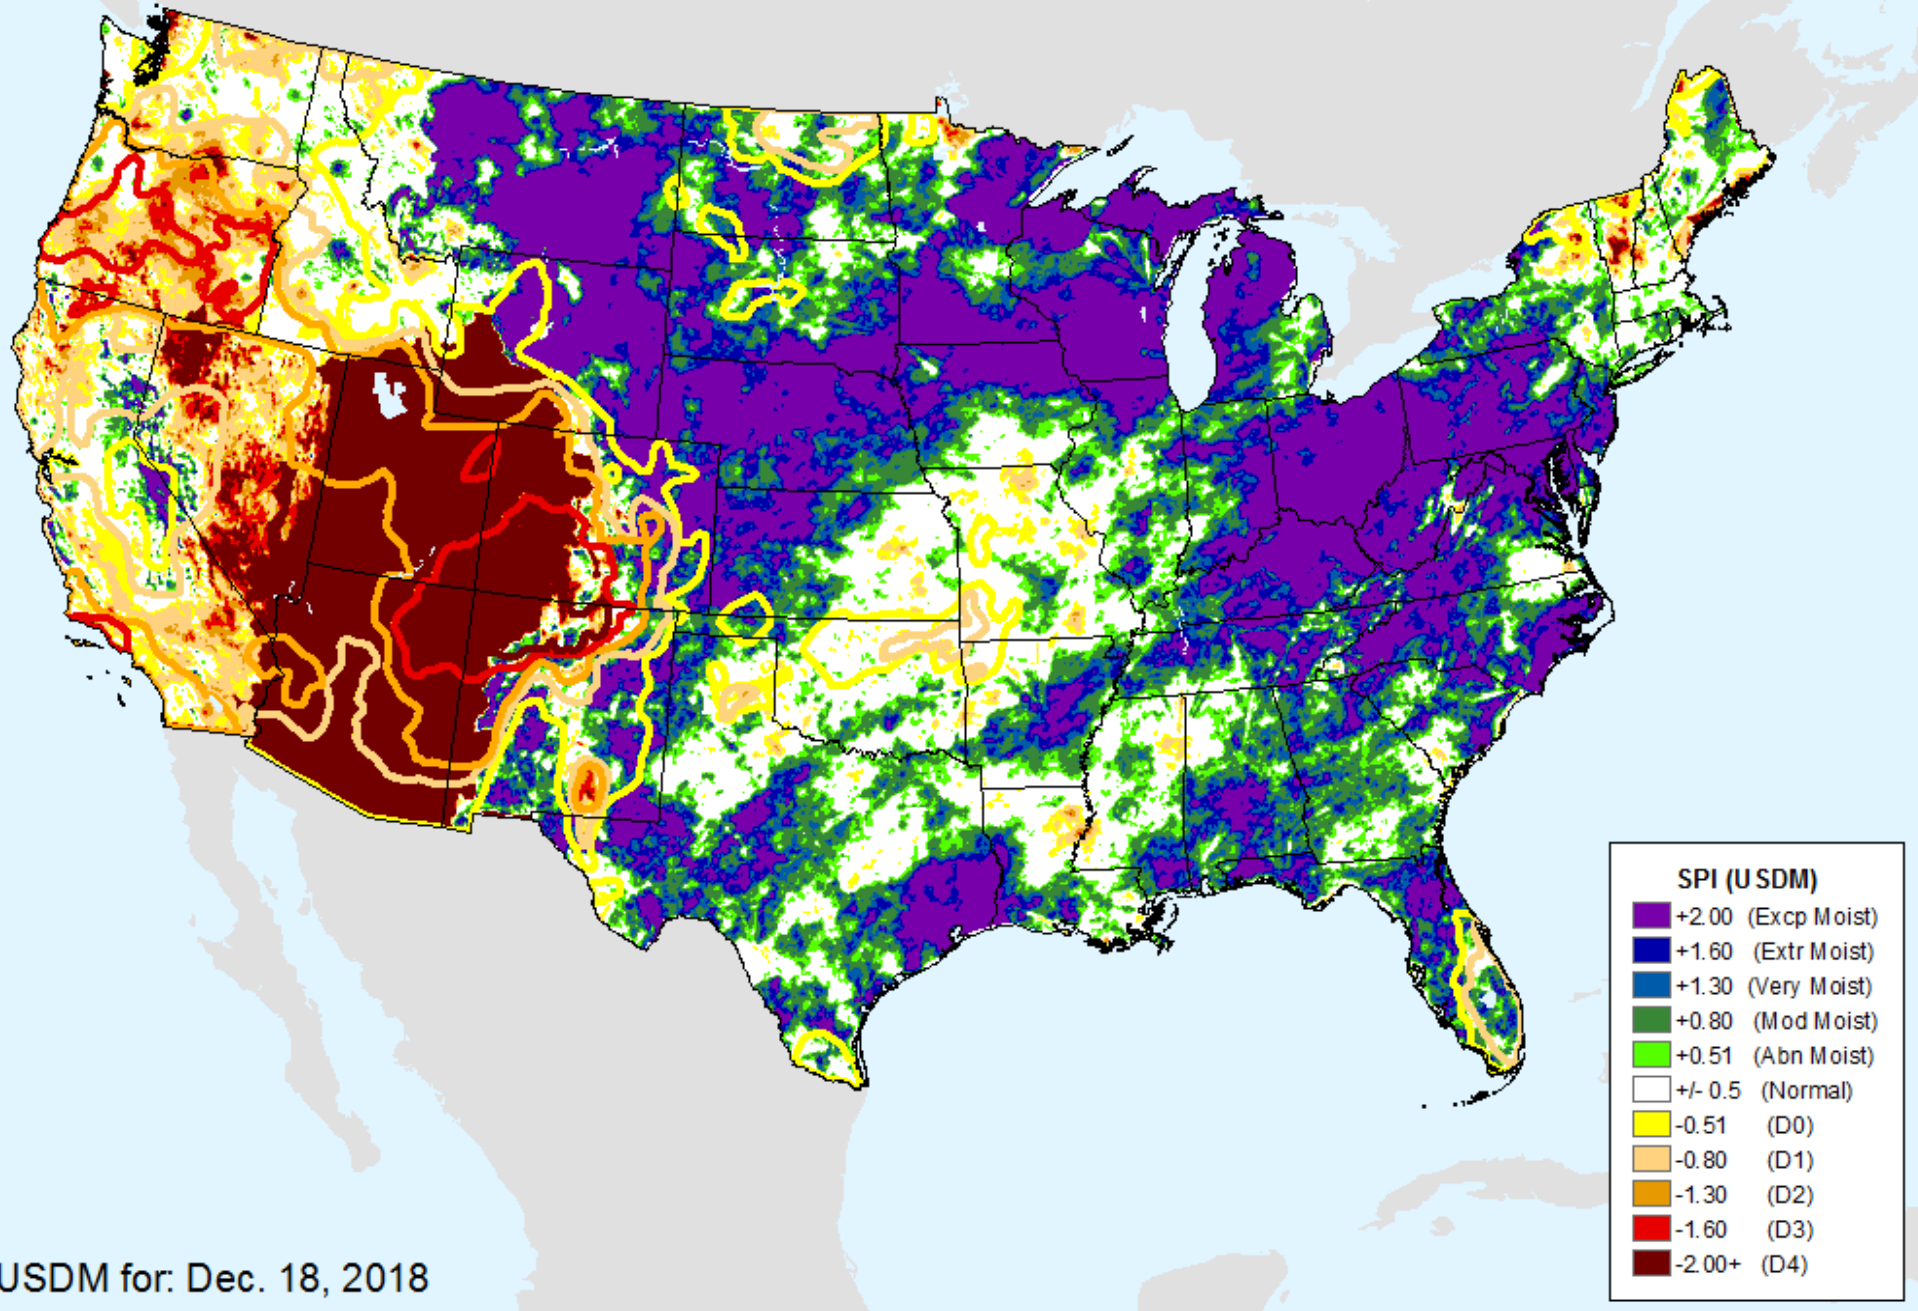 SPI (USDM)
+2.00 (Excp Moist)
+1.60 (Extr Moist)
+1.30 (Very Moist)
+0.80 (Mod Moist)
+0.51 (Abn Moist)
+/- 0.5 (Normal)
-0.51 (D0)
-0.80 (D1)
-1.30 (D2)
-1.60 (D3)
-2.00+ (D4)
USDM for: Dec. 18, 2018